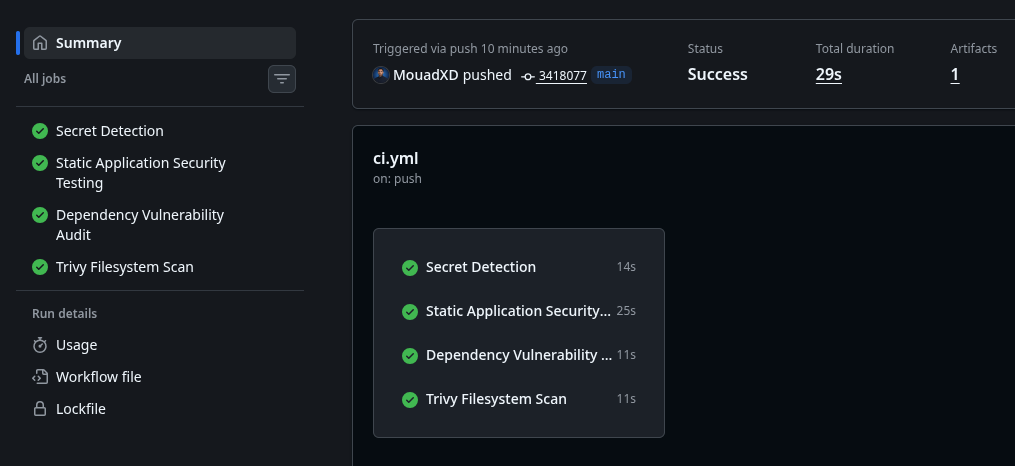 Summary
All jobs
Secret Detection
Static Application Security
Testing
Dependency Vulnerability
Audit
Trivy Filesystem Scan
Run details
Usage
Workflow file
Lockfile
Triggered via push 10 minutes ago
MouadXD pushed 3418077 main
Status
Success
Total duration
29s
Artifacts
1
ci.yml
on: push
Secret Detection 14s
Static Application Security... 25s
Dependency Vulnerability ... 11s
Trivy Filesystem Scan 11s